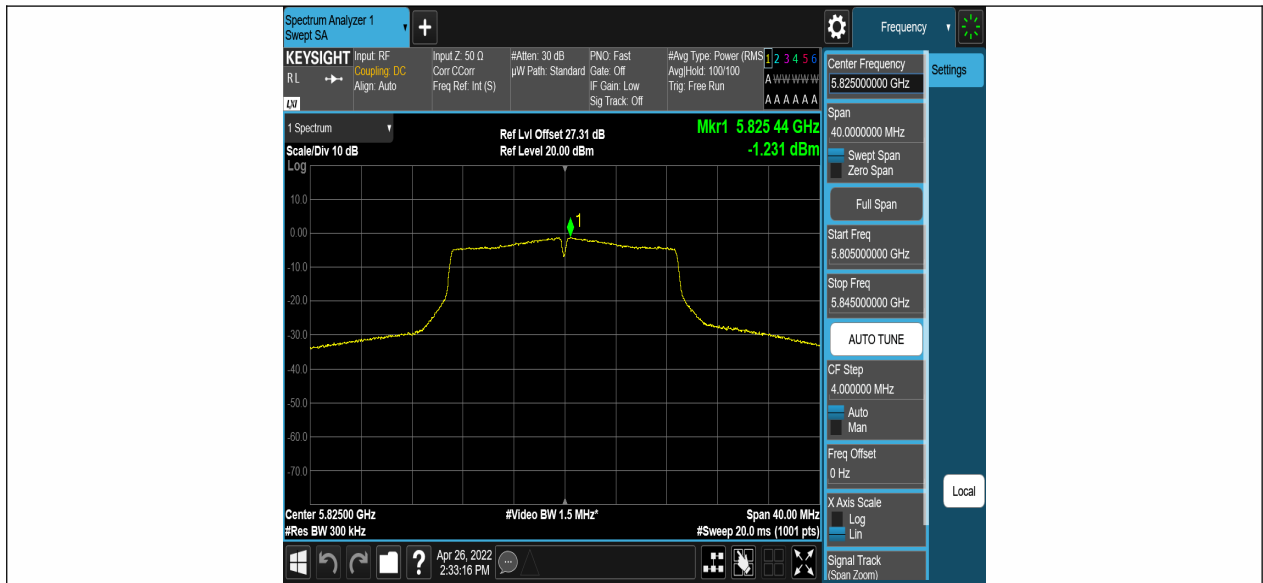 Spectrum Analyzer 1
Swept SA
+
Frequency
KEYSIGHT
RL
LXI
Input: RF
Coupling: DC
Align: Auto
Input Z: 50 Ω
Corr CCorr
Freq Ref: Int (S)
#Atten: 30 dB
µW Path: Standard
PNO: Fast
Gate: Off
IF Gain: Low
Sig Track: Off
#Avg Type: Power (RMS
Avg|Hold: 100/100
Trig: Free Run
1 2 3 4 5 6
A W W W W W
A A A A A A
1 Spectrum
Scale/Div 10 dB
Log
Ref Lvl Offset 27.31 dB
Ref Level 20.00 dBm
Mkr1 5.825 44 GHz
-1.231 dBm
10.0
0.00
-10.0
-20.0
-30.0
-40.0
-50.0
-60.0
-70.0
1
Center 5.82500 GHz
#Res BW 300 kHz
#Video BW 1.5 MHz*
Span 40.00 MHz
#Sweep 20.0 ms (1001 pts)
?
Apr 26, 2022
2:33:16 PM
Center Frequency
5.825000000 GHz
Span
40.0000000 MHz
Swept Span
Zero Span
Full Span
Start Freq
5.805000000 GHz
Stop Freq
5.845000000 GHz
AUTO TUNE
CF Step
4.000000 MHz
Auto
Man
Freq Offset
0 Hz
X Axis Scale
Log
Lin
Signal Track
(Span Zoom)
Settings
Local